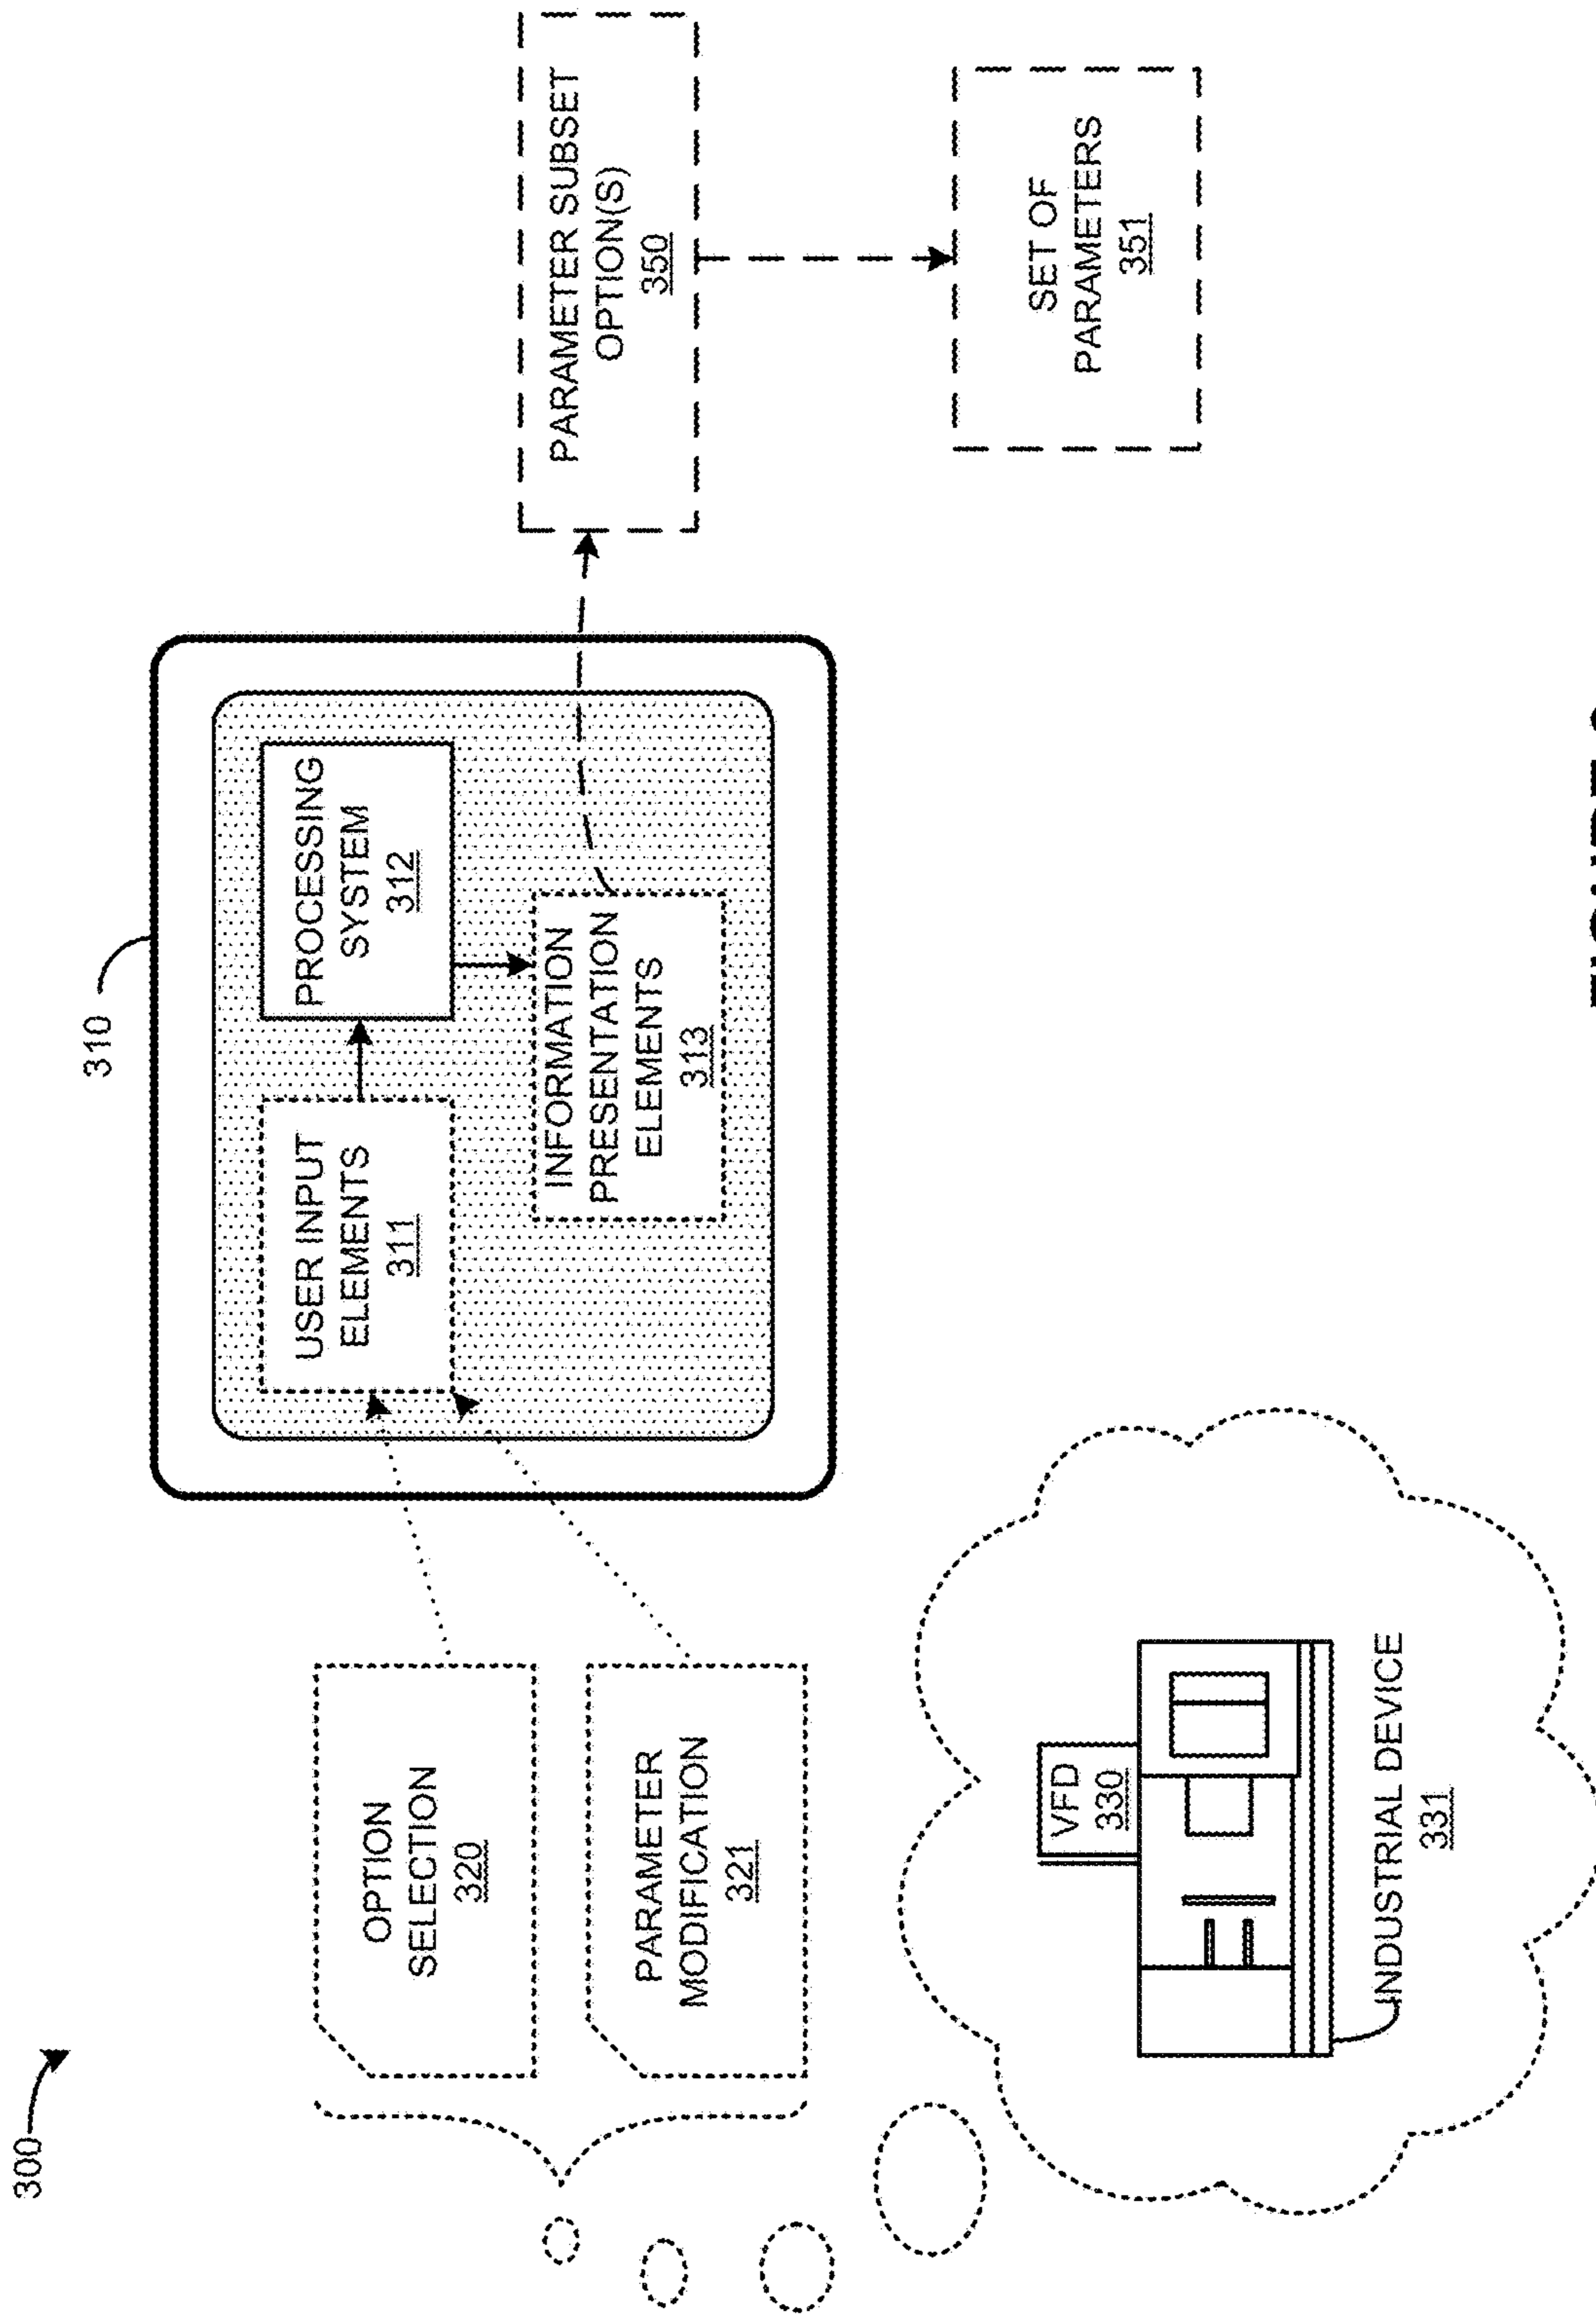 300
310
OPTION
SELECTION
320
PARAMETER
MODIFICATION
321
USER INPUT
ELEMENTS
311
PROCESSING
SYSTEM
312
INFORMATION
PRESENTATION
ELEMENTS
313
PARAMETER SUBSET
OPTION(S)
350
SET OF
PARAMETERS
351
VFD
330
INDUSTRIAL DEVICE
331